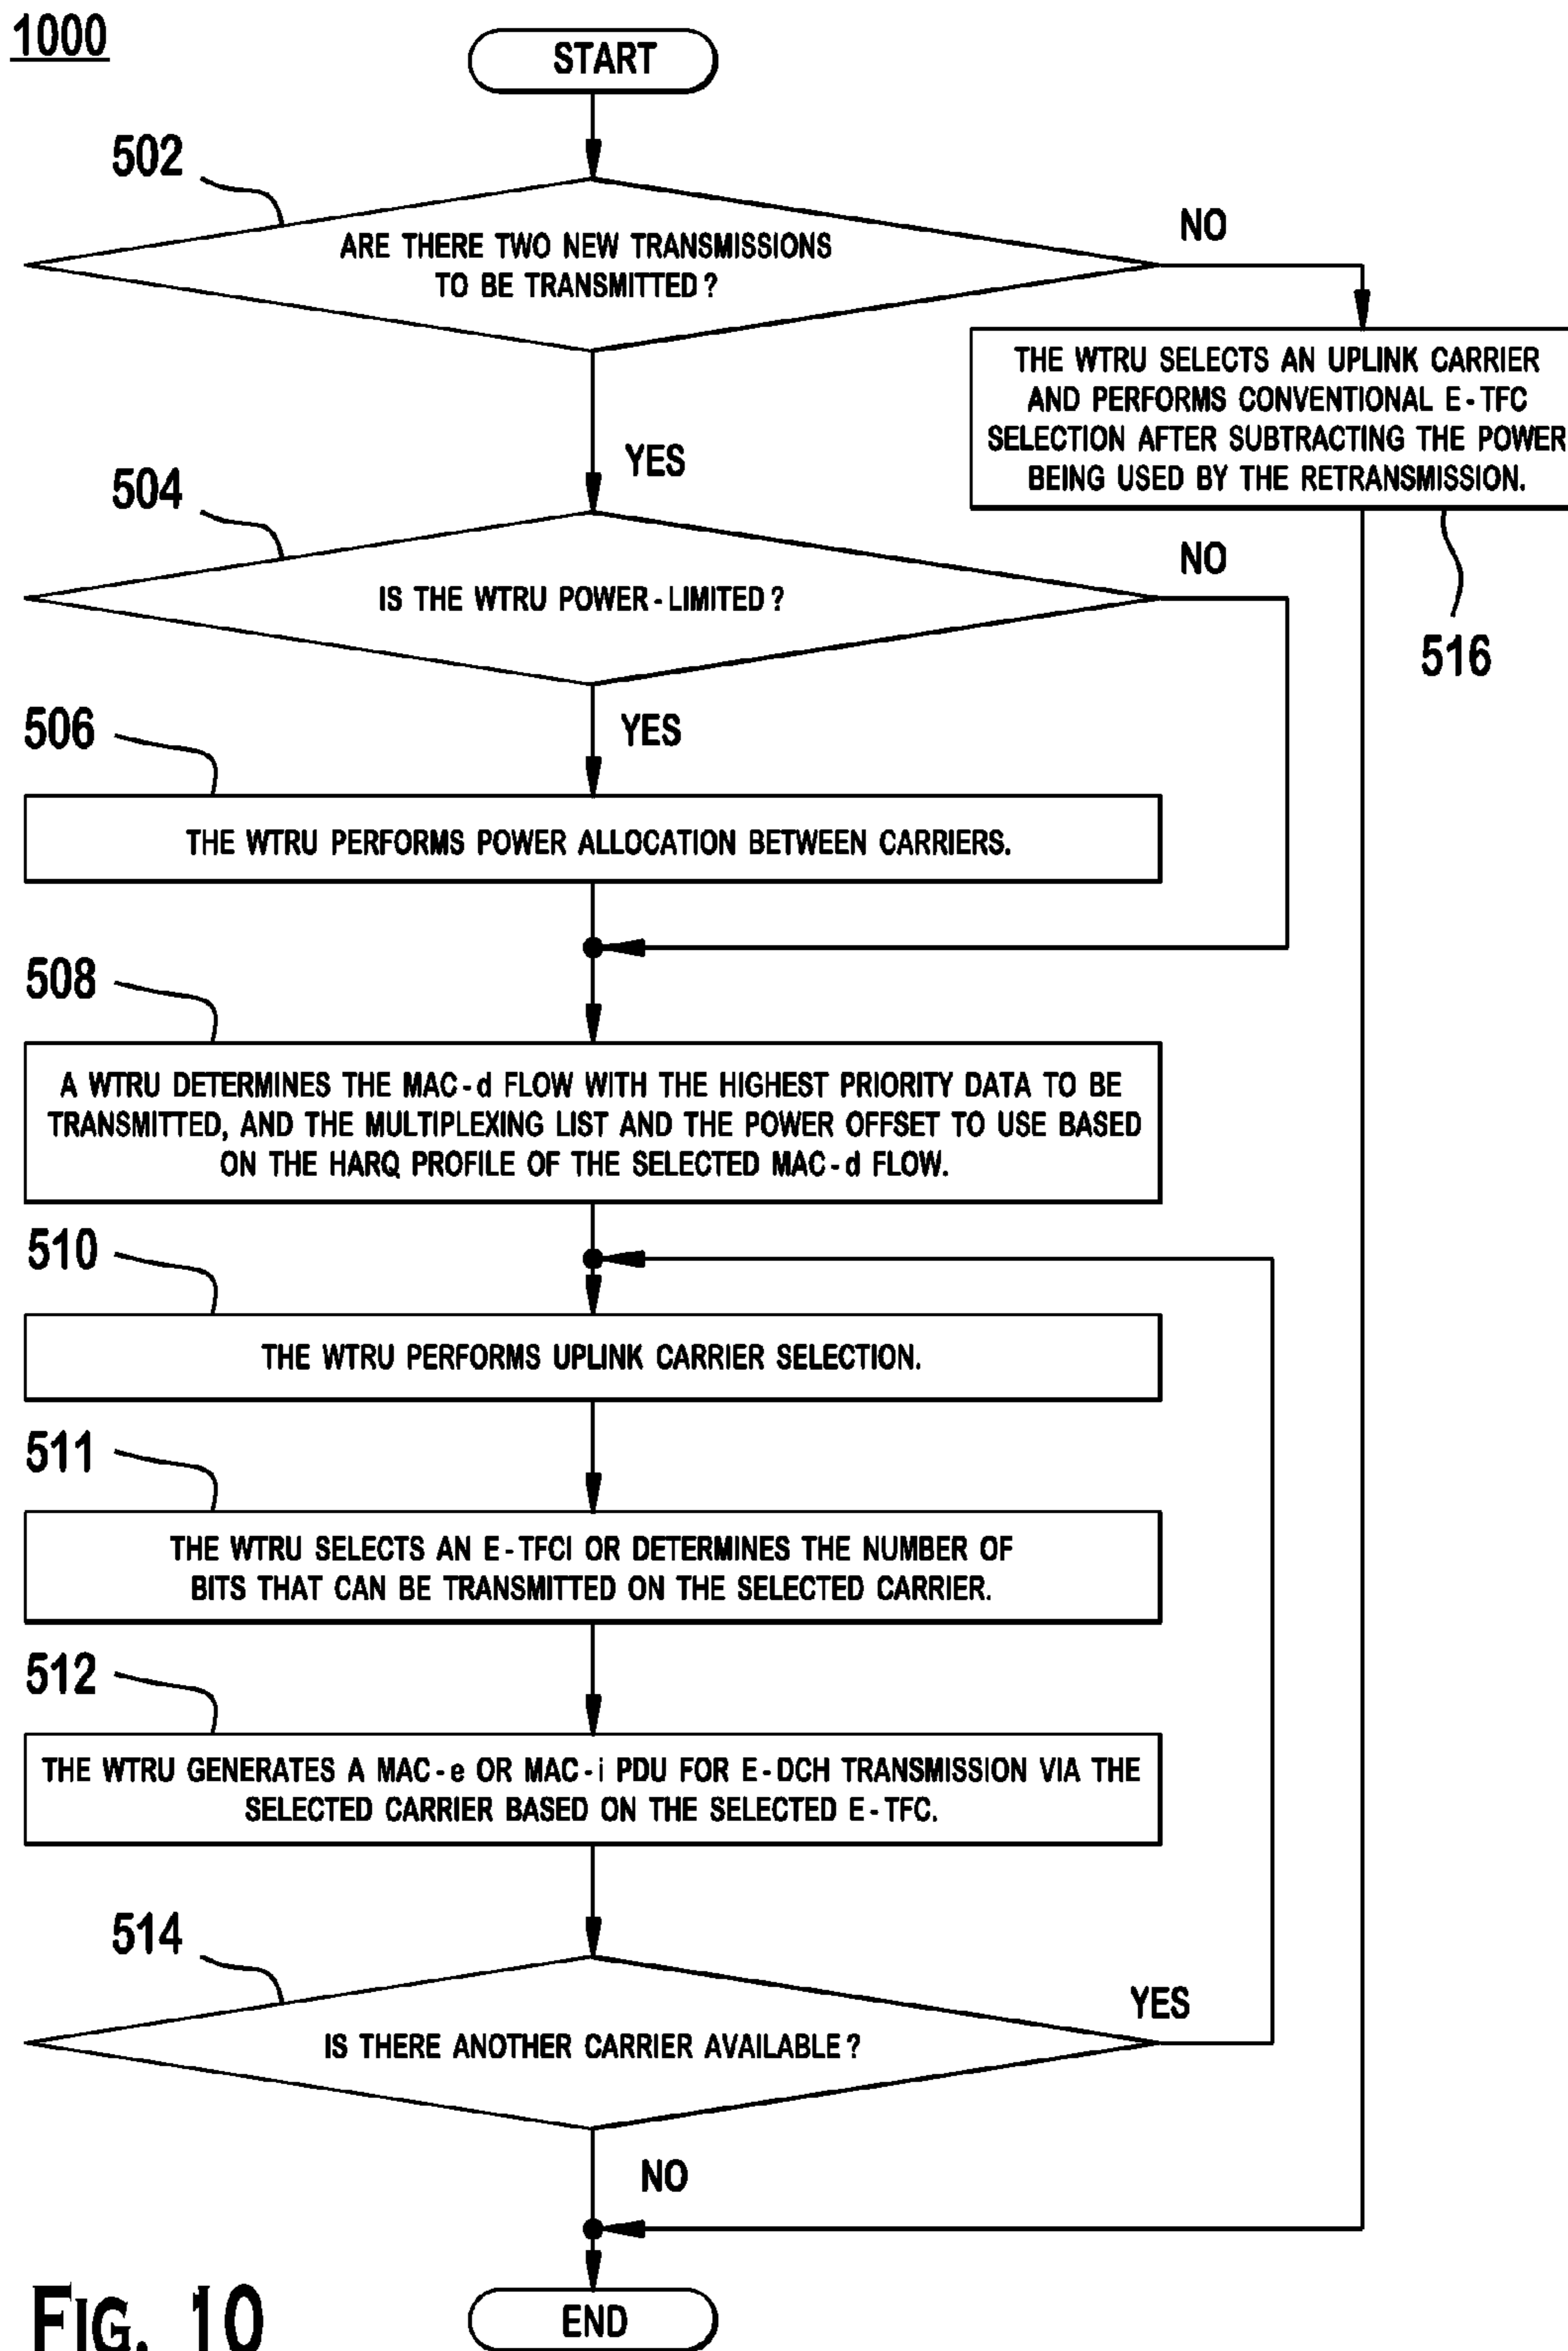 1000
START
502
ARE THERE TWO NEW TRANSMISSIONS
TO BE TRANSMITTED?
NO
THE WTRU SELECTS AN UPLINK CARRIER
AND PERFORMS CONVENTIONAL E-TFC
SELECTION AFTER SUBTRACTING THE POWER
BEING USED BY THE RETRANSMISSION.
516
YES
504
IS THE WTRU POWER-LIMITED?
NO
YES
506
THE WTRU PERFORMS POWER ALLOCATION BETWEEN CARRIERS.
508
A WTRU DETERMINES THE MAC-d FLOW WITH THE HIGHEST PRIORITY DATA TO BE
TRANSMITTED, AND THE MULTIPLEXING LIST AND THE POWER OFFSET TO USE BASED
ON THE HARQ PROFILE OF THE SELECTED MAC-d FLOW.
510
THE WTRU PERFORMS UPLINK CARRIER SELECTION.
511
THE WTRU SELECTS AN E-TFCI OR DETERMINES THE NUMBER OF
BITS THAT CAN BE TRANSMITTED ON THE SELECTED CARRIER.
512
THE WTRU GENERATES A MAC-e OR MAC-i PDU FOR E-DCH TRANSMISSION VIA THE
SELECTED CARRIER BASED ON THE SELECTED E-TFC.
514
IS THERE ANOTHER CARRIER AVAILABLE?
YES
NO
END
FIG. 10